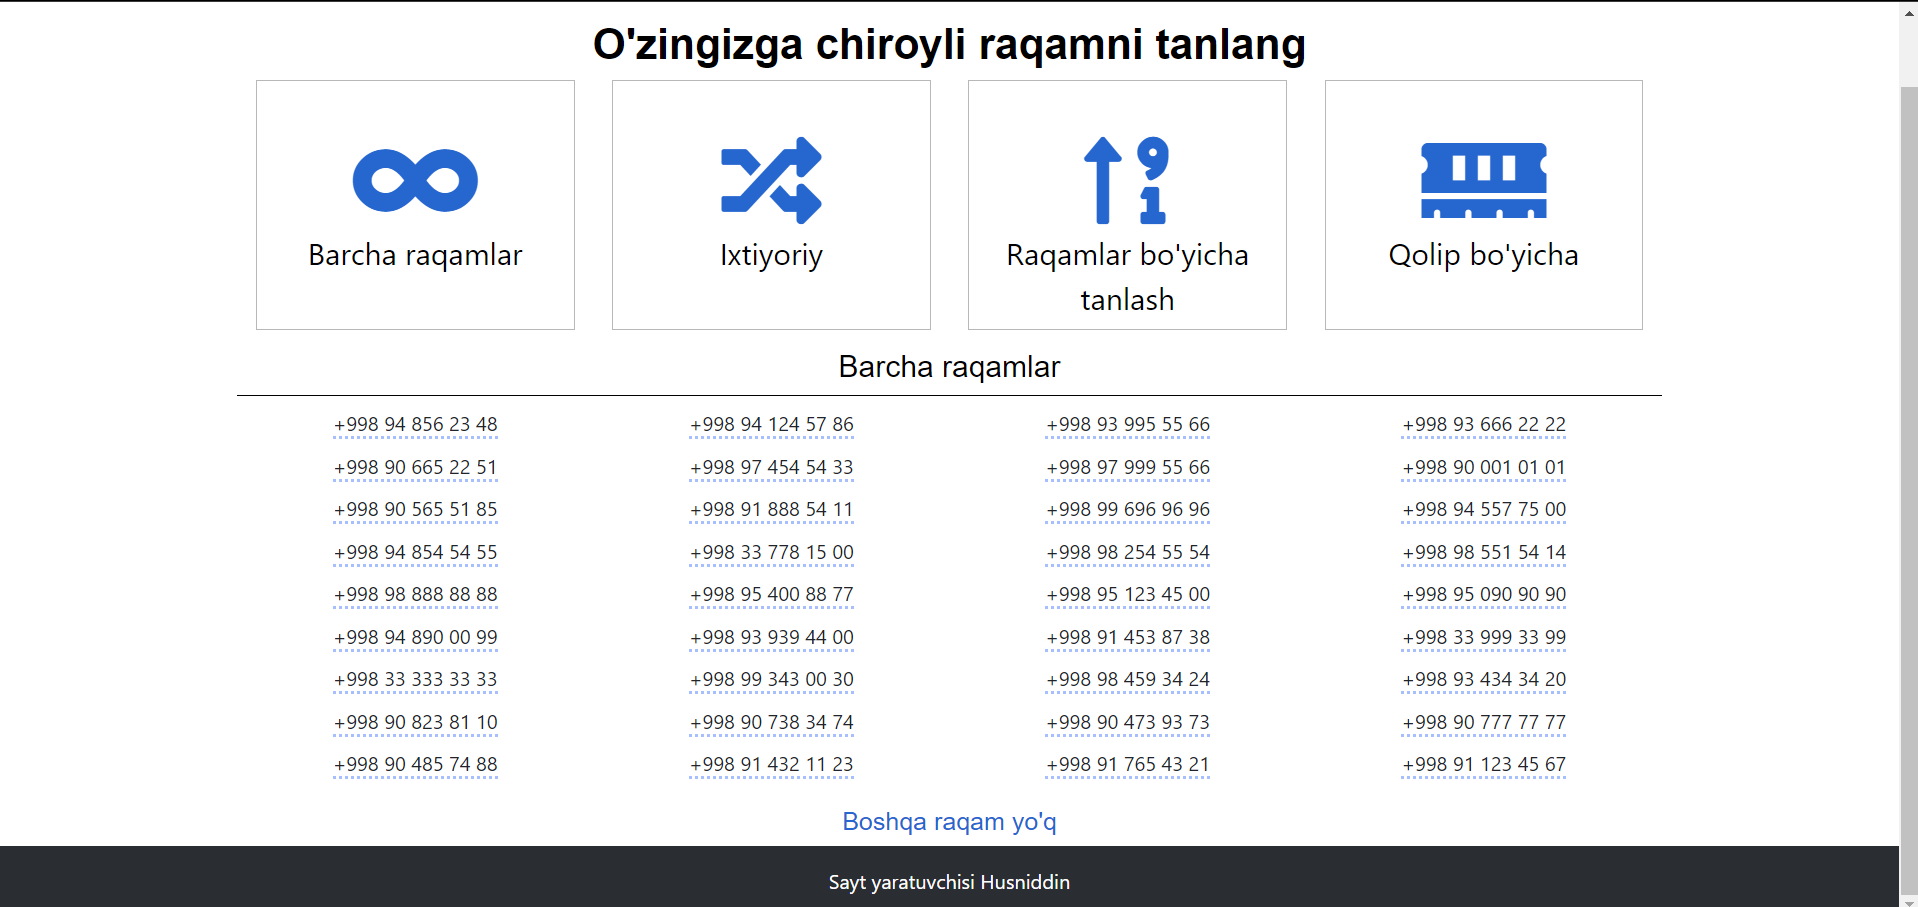 O'zingizga chiroyli raqamni tanlang
Barcha raqamlar
Ixtiyoriy
Raqamlar bo'yicha
tanlash
Qolip bo'yicha
Barcha raqamlar
+998 94 856 23 48 +998 94 124 57 86 +998 93 995 55 66 +998 93 666 22 22
+998 90 665 22 51 +998 97 454 54 33 +998 97 999 55 66 +998 90 001 01 01
+998 90 565 51 85 +998 91 888 54 11 +998 99 696 96 96 +998 94 557 75 00
+998 94 854 54 55 +998 33 778 15 00 +998 98 254 55 54 +998 98 551 54 14
+998 98 888 88 88 +998 95 400 88 77 +998 95 123 45 00 +998 95 090 90 90
+998 94 890 00 99 +998 93 939 44 00 +998 91 453 87 38 +998 33 999 33 99
+998 33 333 33 33 +998 99 343 00 30 +998 98 459 34 24 +998 93 434 34 20
+998 90 823 81 10 +998 90 738 34 74 +998 90 473 93 73 +998 90 777 77 77
+998 90 485 74 88 +998 91 432 11 23 +998 91 765 43 21 +998 91 123 45 67
Boshqa raqam yo'q
Sayt yaratuvchisi Husniddin